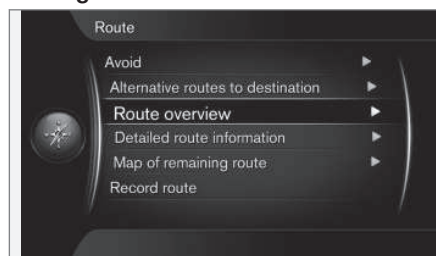 Route
Avoid
Alternative routes to destination
Route overview
Detailed route information
Map of remaining route
Record route